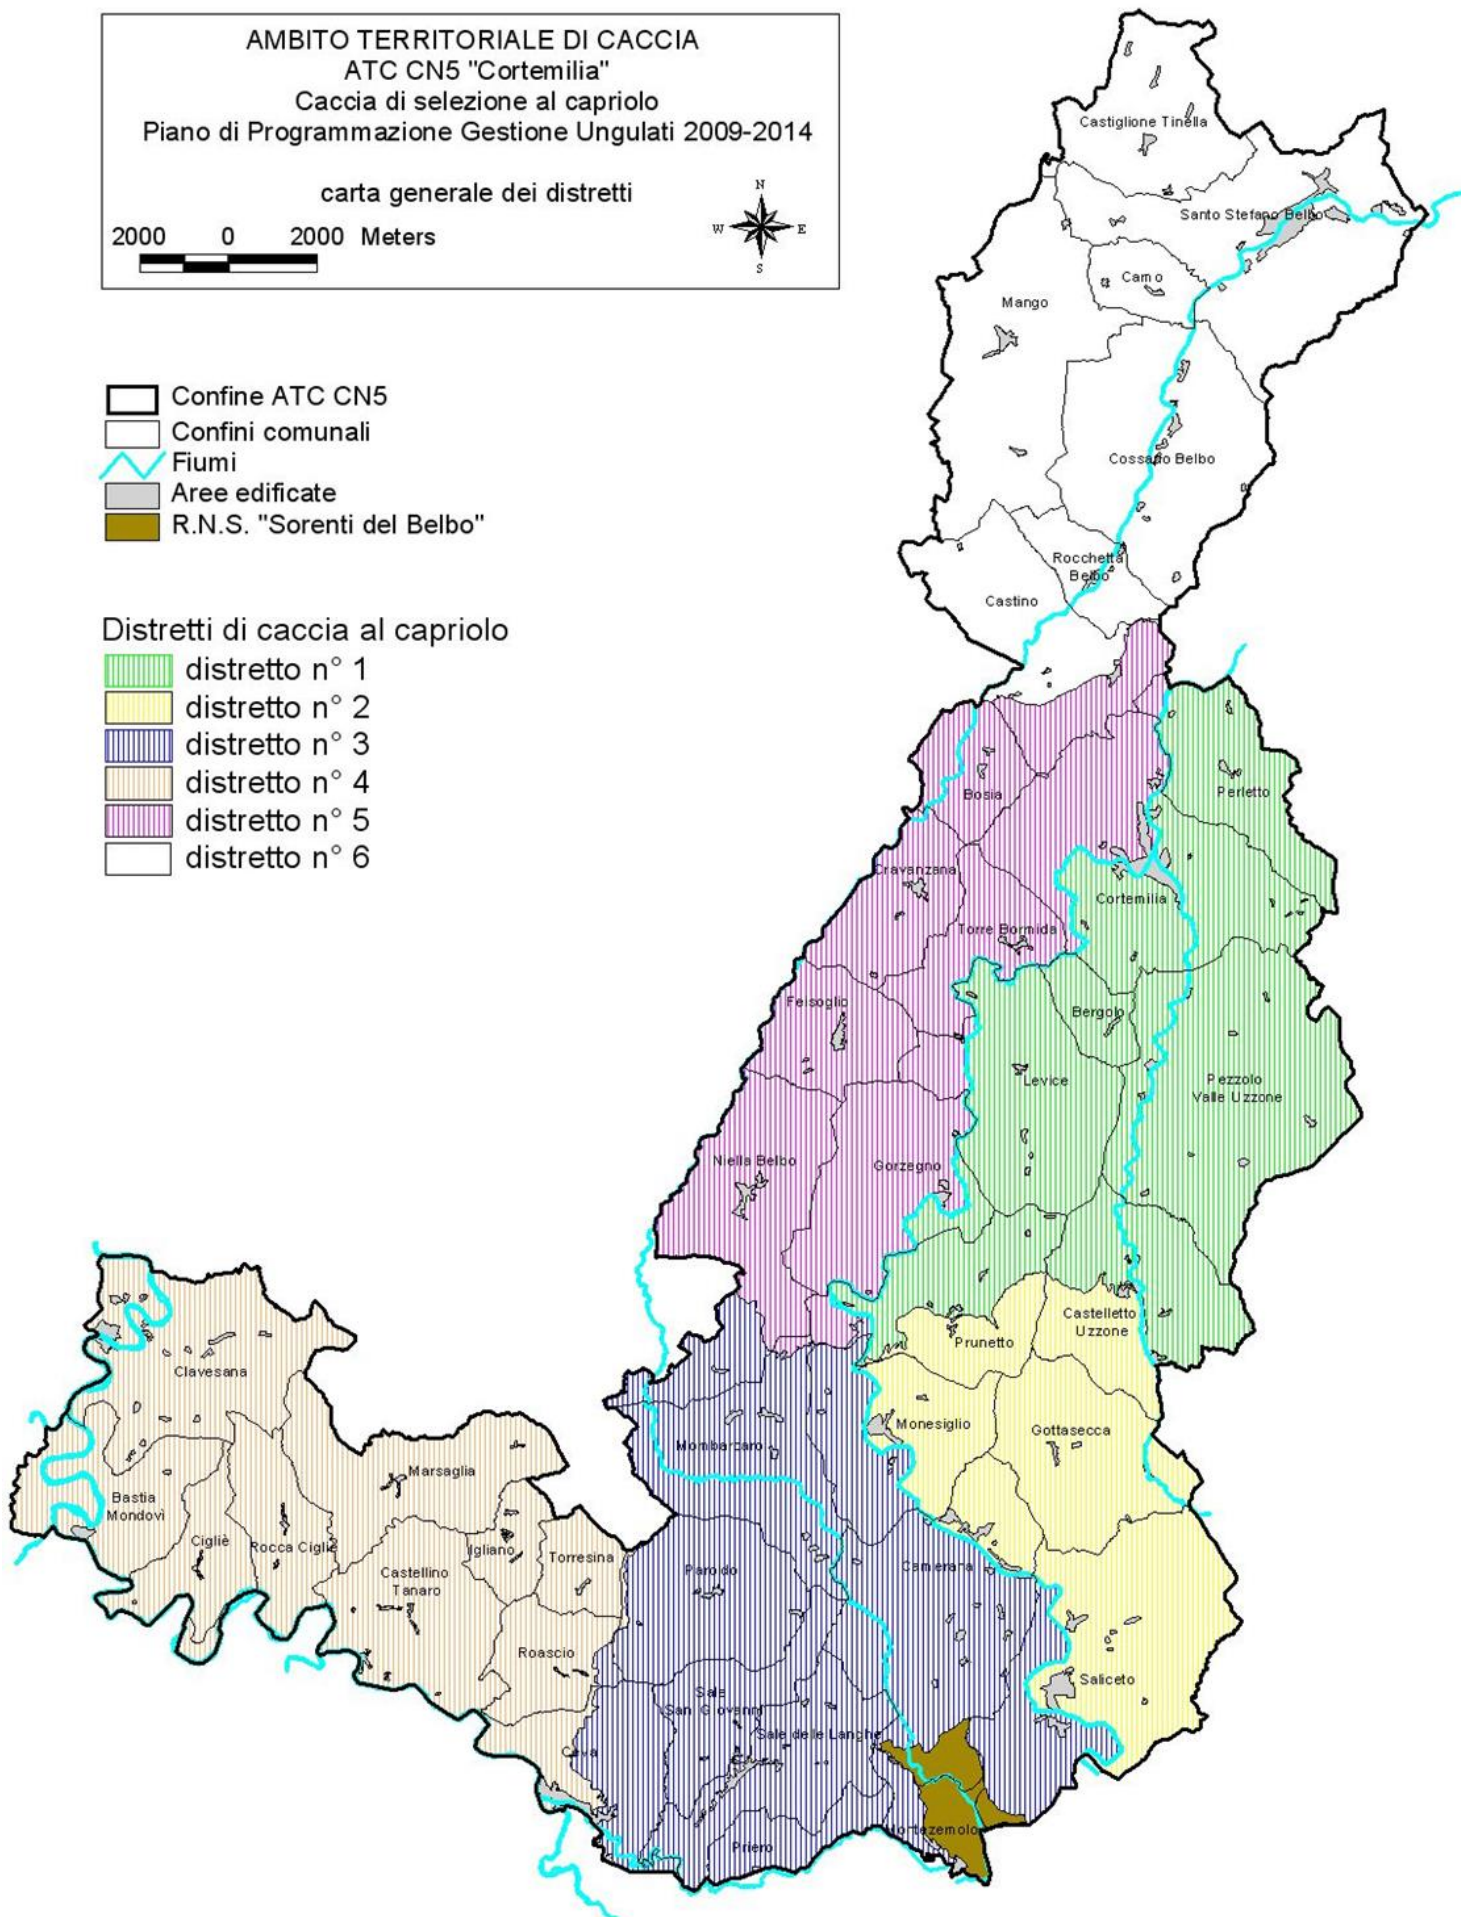 AMBITO TERRITORIALE DI CACCIA
ATC CN5 "Cortemilia"
Caccia di selezione al capriolo
Piano di Programmazione Gestione Ungulati 2009-2014
carta generale dei distretti
N
W E
S
2000 0 2000 Meters
Confine ATC CN5
Confini comunali
Fiumi
Aree edificate
R.N.S. "Sorenti del Belbo"
Distretti di caccia al capriolo
distretto n° 1
distretto n° 2
distretto n° 3
distretto n° 4
distretto n° 5
distretto n° 6
Castiglione Tinella
Santo Stefano Belbo
Camo
Mango
Cossano Belbo
Rocchetta
Belbo
Castino
Perletto
Bosia
Cravanzana
Cortemilia
Torre Bormida
Feisoglio
Bergolo
Levice
Pezzolo
Valle Uzzone
Niella Belbo
Gorzegno
Castelletto
Uzzone
Prunetto
Clavesana
Monesiglio
Gottasecca
Mombarcaro
Marsaglia
Bastia
Mondovì
Cigliè
Rocca Cigliè
Igliano
Torresina
Castellino
Tanaro
Paroldo
Camerana
Roascio
Saliceto
Sale
San Giovanni
Sale delle Langhe
Ceva
Montezemolo
Priero